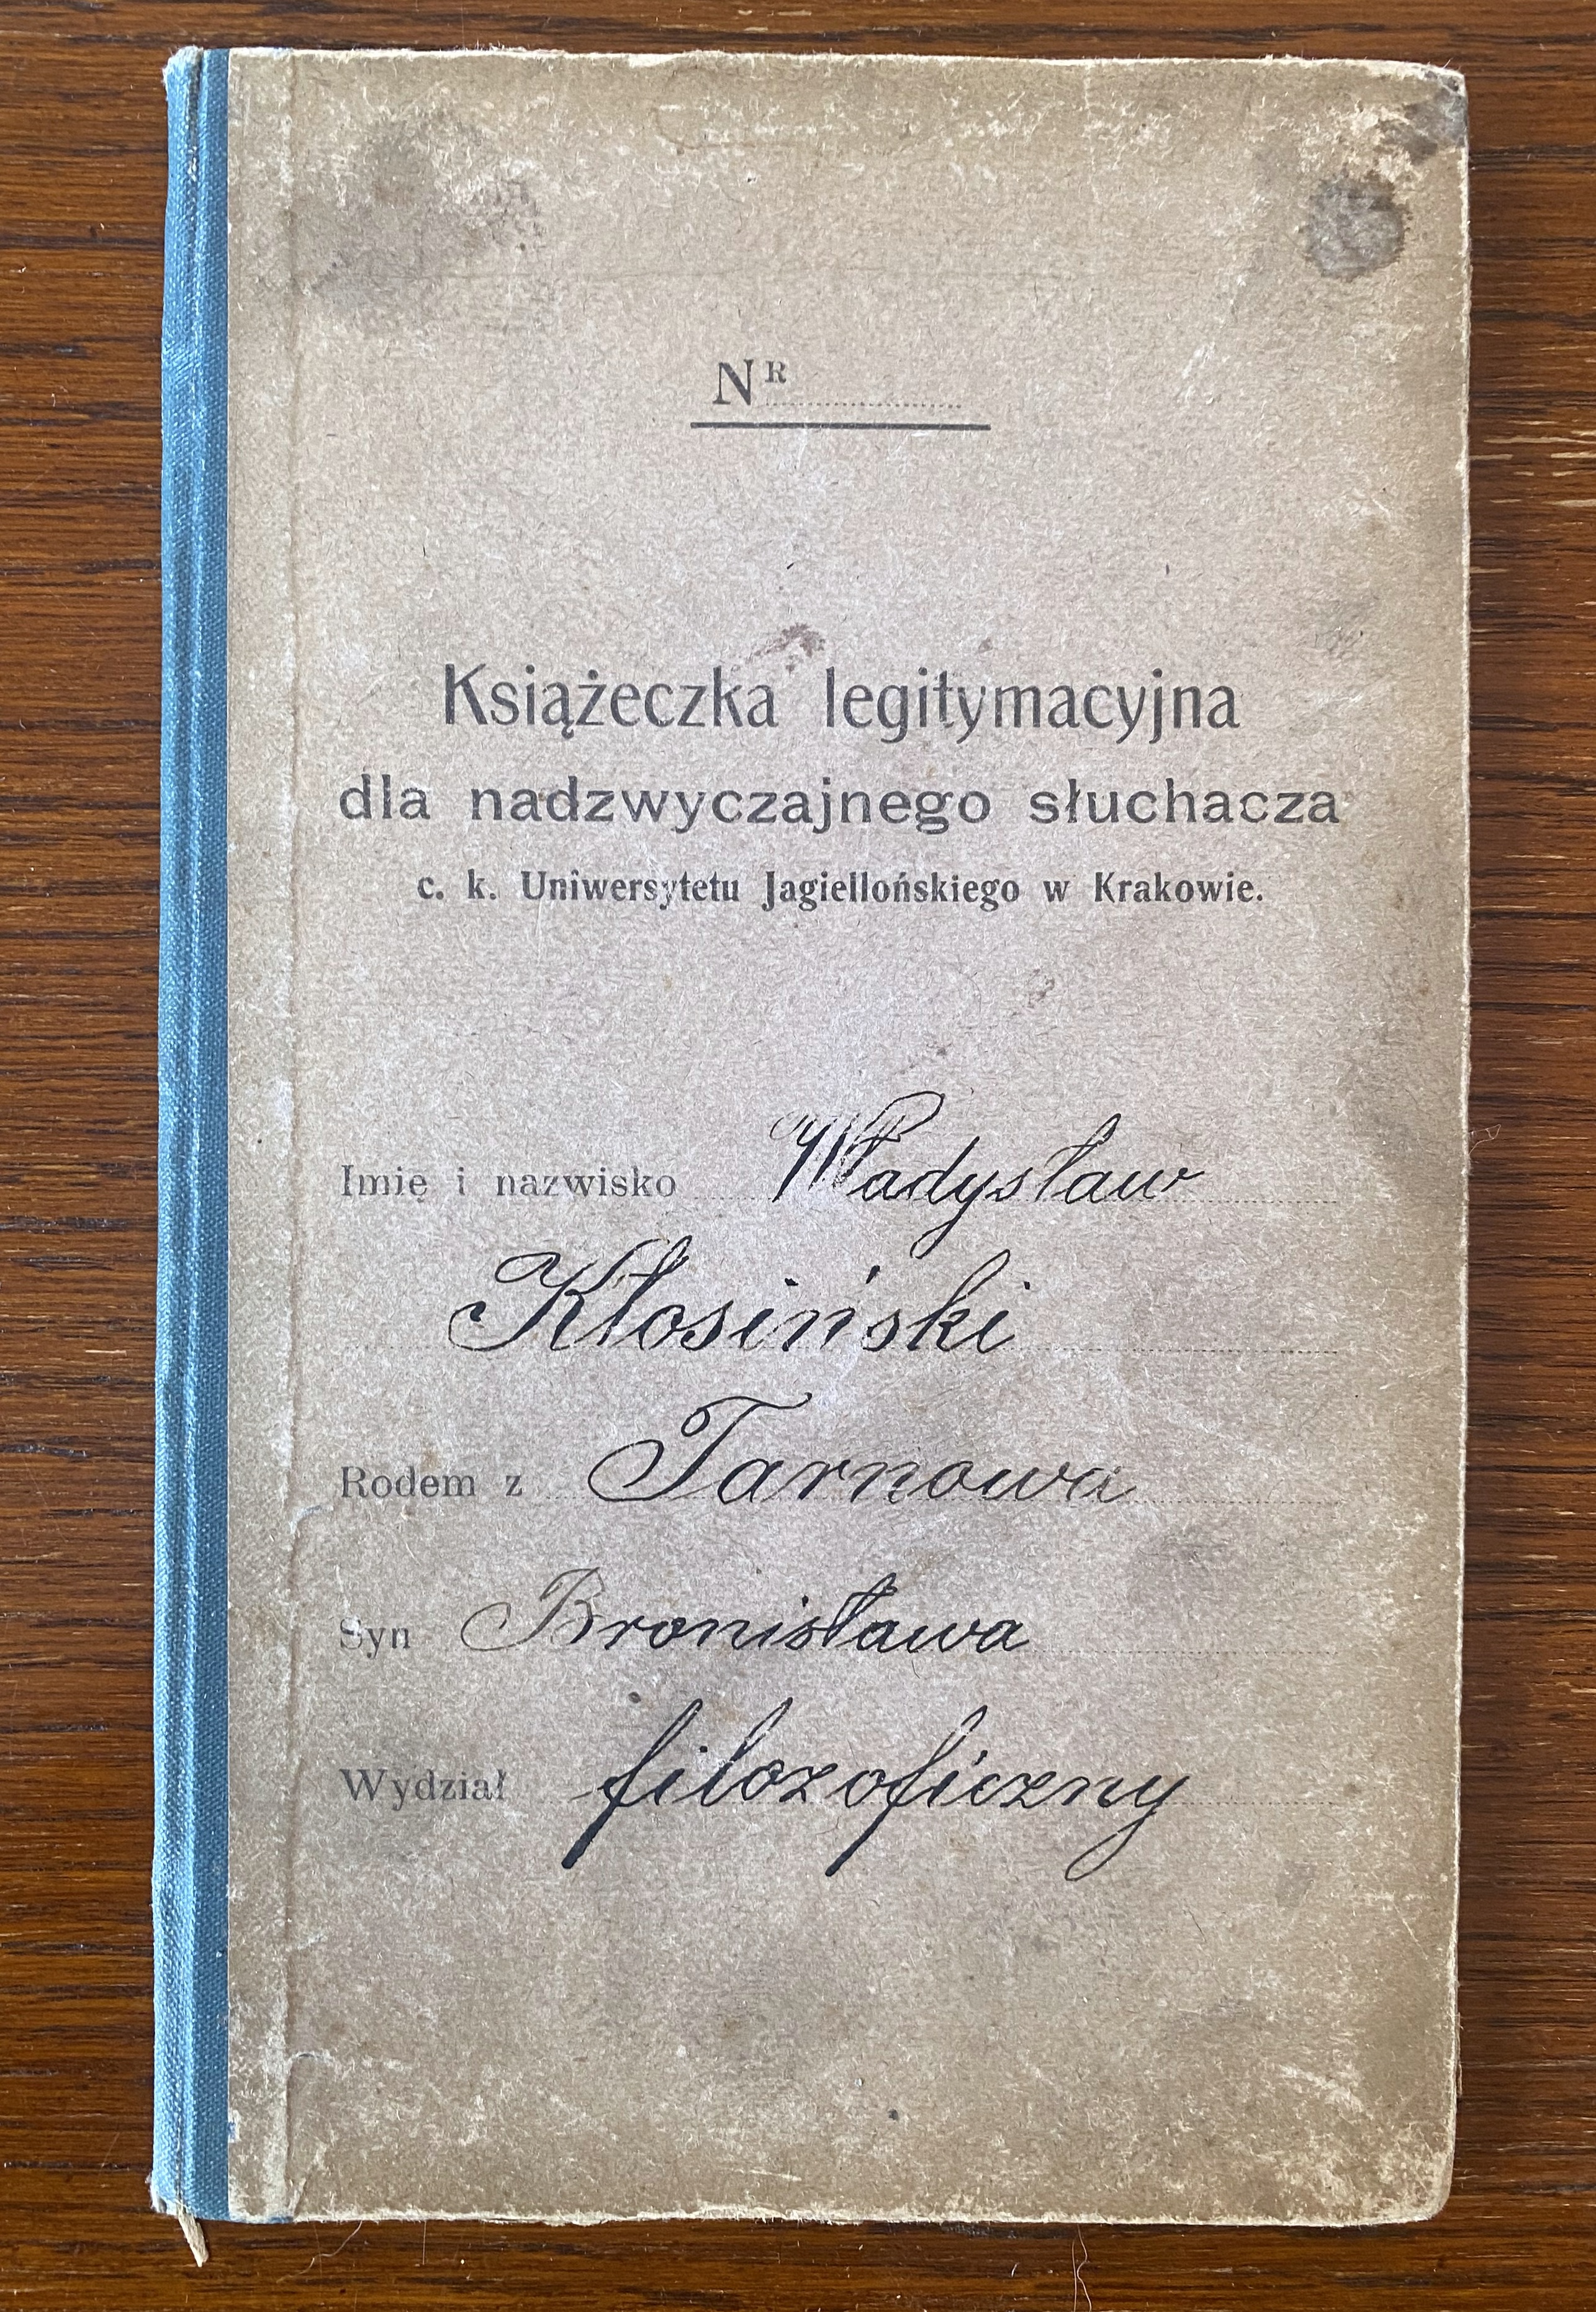 NR
Książeczka legitymacyjna
dla nadzwyczajnego słuchacza
c. k. Uniwersytetu Jagiellońskiego w Krakowie.
Imię i nazwisko Władysław
Kłosiński
Rodem z Tarnowa
Syn Bronisława
Wydział filozoficzny